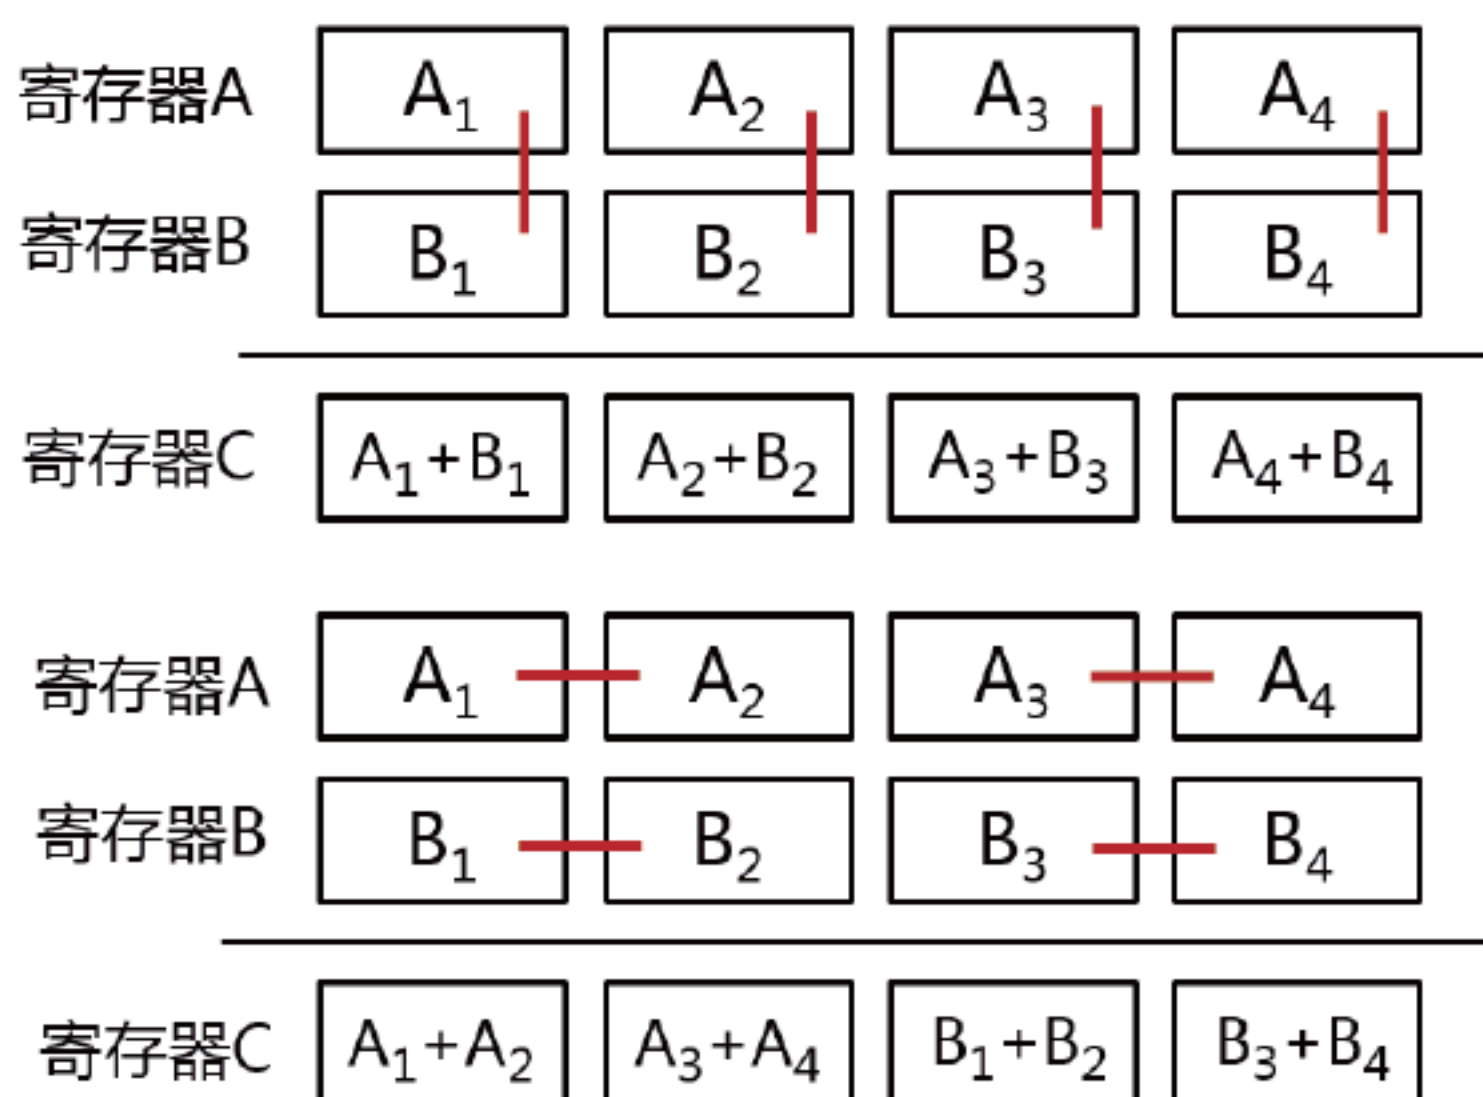 寄存器A A₁ A₂ A₃ A₄
寄存器B B₁ B₂ B₃ B₄
寄存器C A₁+B₁ A₂+B₂ A₃+B₃ A₄+B₄
寄存器A A₁ A₂ A₃ A₄
寄存器B B₁ B₂ B₃ B₄
寄存器C A₁+A₂ A₃+A₄ B₁+B₂ B₃+B₄